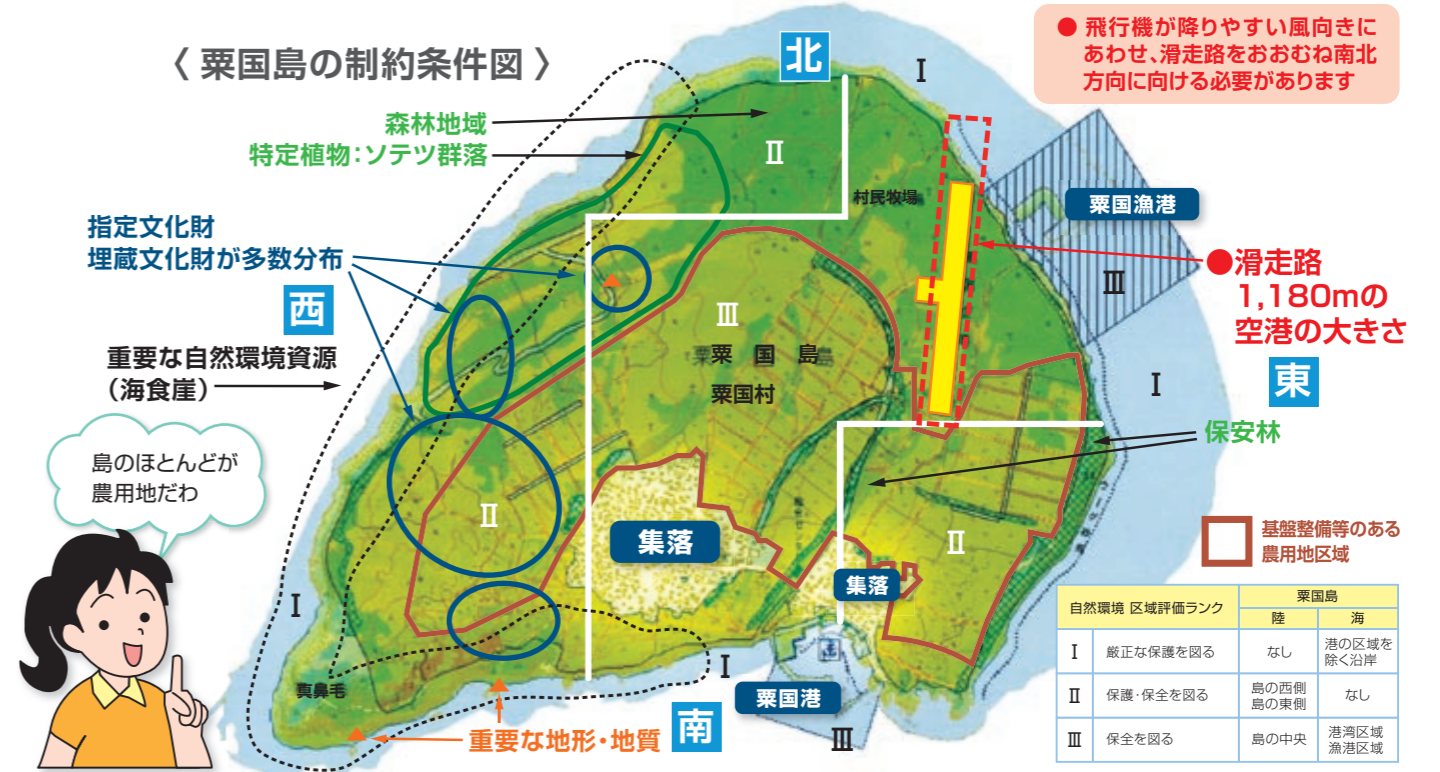 〈 粟国島の制約条件図 〉
北
Ⅰ
● 飛行機が降りやすい風向きに
あわせ、滑走路をおおむね南北
方向に向ける必要があります
森林地域
特定植物：ソテツ群落
Ⅱ
村民牧場
粟国漁港
指定文化財
埋蔵文化財が多数分布
西
Ⅲ
●滑走路
1,180mの
空港の大きさ
Ⅲ
粟 国 島
粟国村
重要な自然環境資源
（海食崖）
東
Ⅰ
保安林
島のほとんどが
農用地だわ
Ⅱ
集落
Ⅱ
集落
基盤整備等のある
農用地区域
Ⅰ
真鼻毛
Ⅰ
粟国港
南
重要な地形・地質
Ⅲ
自然環境 区域評価ランク 粟国島
陸 海
Ⅰ 厳正な保護を図る なし 港の区域を
除く沿岸
Ⅱ 保護・保全を図る 島の西側
島の東側 なし
Ⅲ 保全を図る 島の中央 港湾区域
漁港区域